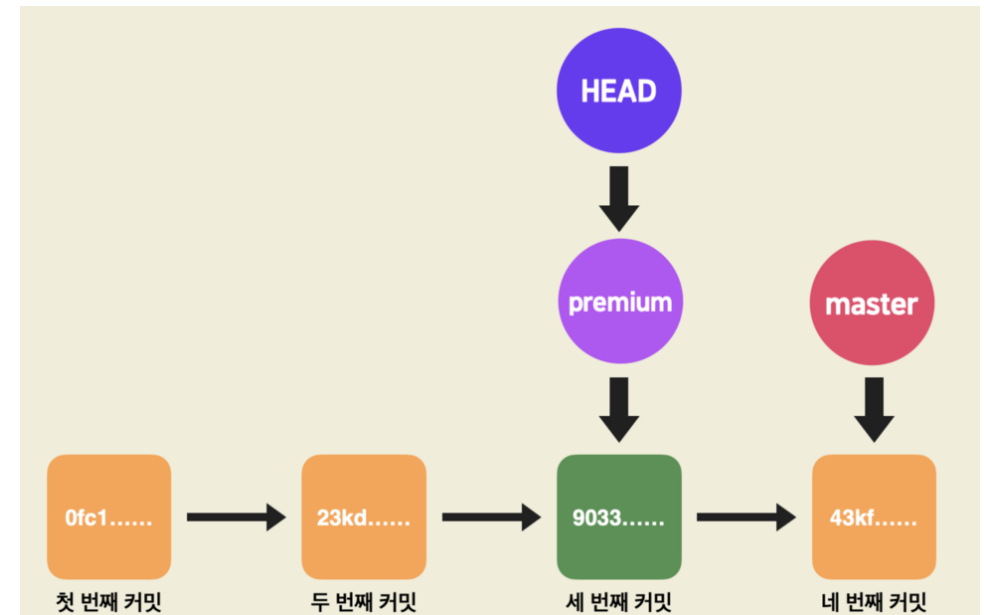 HEAD
premium
master
0fc1......
23kd......
9033......
43kf......
첫 번째 커밋
두 번째 커밋
세 번째 커밋
네 번째 커밋